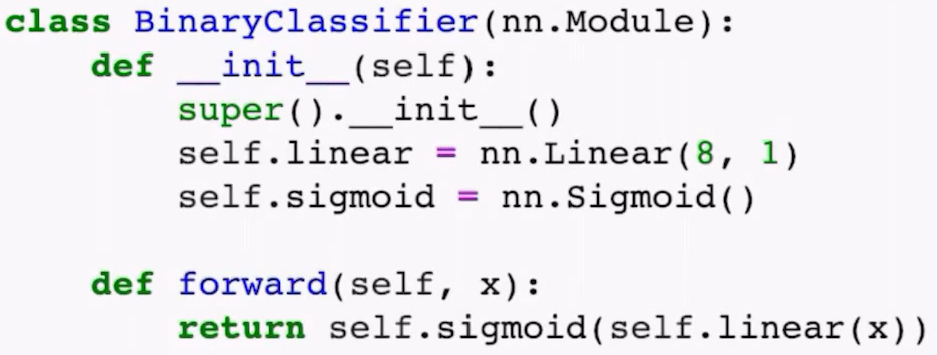 class BinaryClassifier(nn.Module):
    def __init__(self):
        super().__init__()
        self.linear = nn.Linear(8, 1)
        self.sigmoid = nn.Sigmoid()

    def forward(self, x):
        return self.sigmoid(self.linear(x))